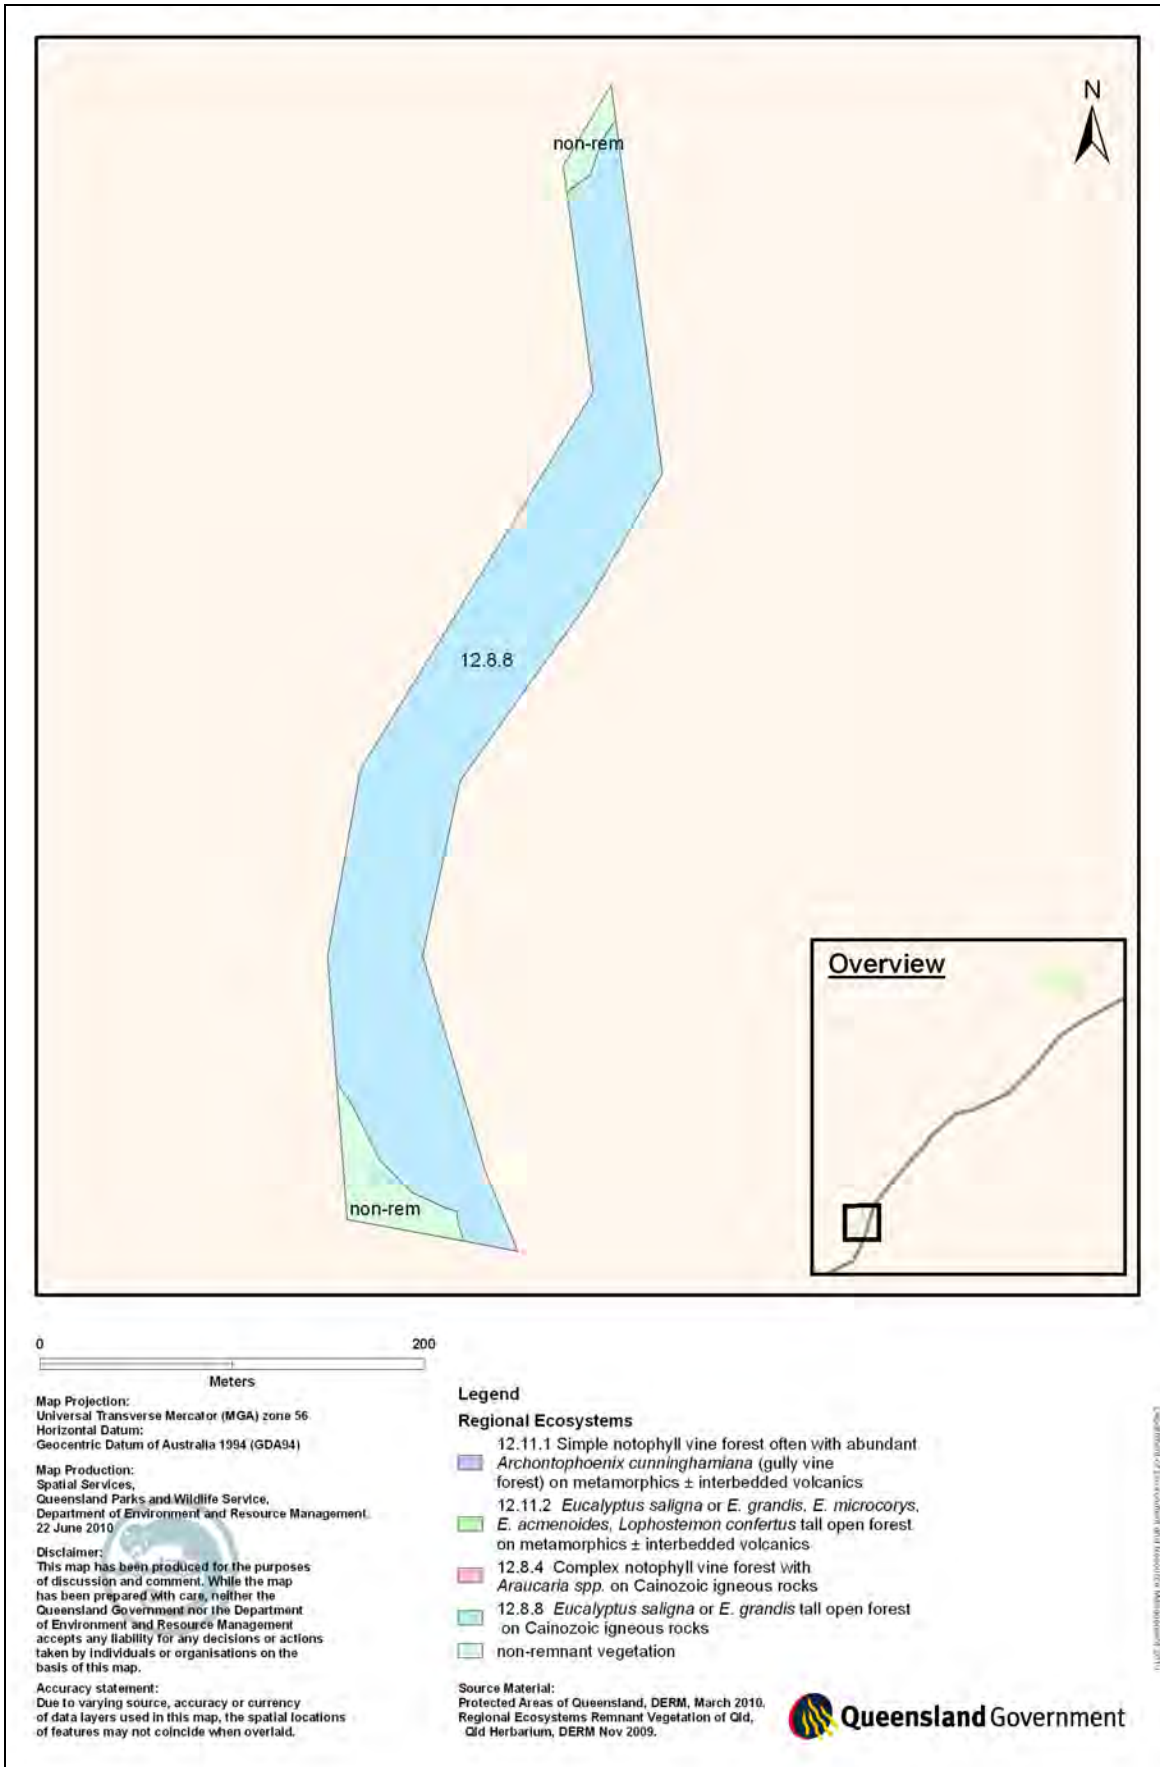 N
non-rem
12.8.8
non-rem
Overview
0 200
Meters
Map Projection:
Universal Transverse Mercator (MGA) zone 56
Horizontal Datum:
Geocentric Datum of Australia 1994 (GDA94)
Map Production:
Spatial Services,
Queensland Parks and Wildlife Service,
Department of Environment and Resource Management
22 June 2010
Disclaimer:
This map has been produced for the purposes
of discussion and comment. While the map
has been prepared with care, neither the
Queensland Government nor the Department
of Environment and Resource Management
accepts any liability for any decisions or actions
taken by individuals or organisations on the
basis of this map.
Accuracy statement:
Due to varying source, accuracy or currency
of data layers used in this map, the spatial locations
of features may not coincide when overlaid.
Legend
Regional Ecosystems
12.11.1 Simple notophyll vine forest often with abundant
Archontophoenix cunninghamiana (gully vine
forest) on metamorphics ± interbedded volcanics
12.11.2 Eucalyptus saligna or E. grandis, E. microcorys,
E. acmenoides, Lophostemon confertus tall open forest
on metamorphics ± interbedded volcanics
12.8.4 Complex notophyll vine forest with
Araucaria spp. on Cainozoic igneous rocks
12.8.8 Eucalyptus saligna or E. grandis tall open forest
on Cainozoic igneous rocks
non-remnant vegetation
Source Material:
Protected Areas of Queensland, DERM, March 2010.
Regional Ecosystems Remnant Vegetation of Qld,
Qld Herbarium, DERM Nov 2009.
Queensland Government